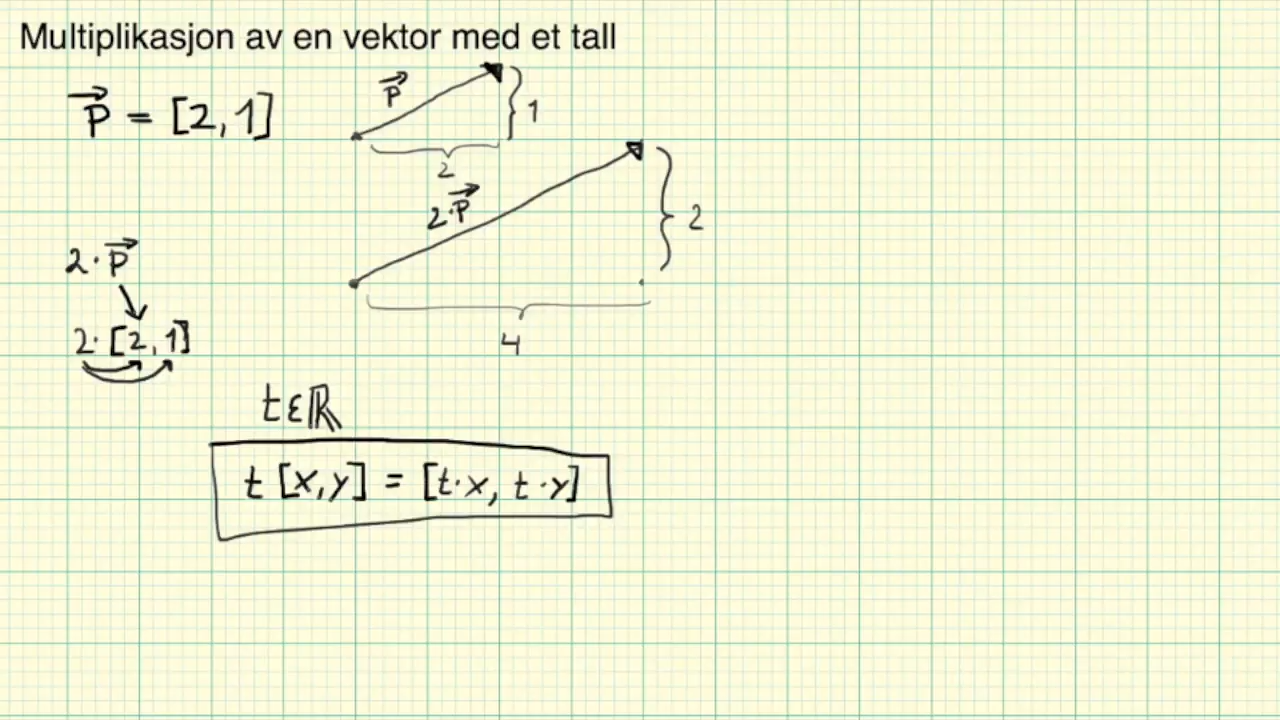 Multiplikasjon av en vektor med et tall
p⃗ = [2,1]
p⃗
1
2
2·p⃗
2
4
2·p⃗
2·[2,1]
t∈ℝ
t [x,y] = [t·x, t·y]